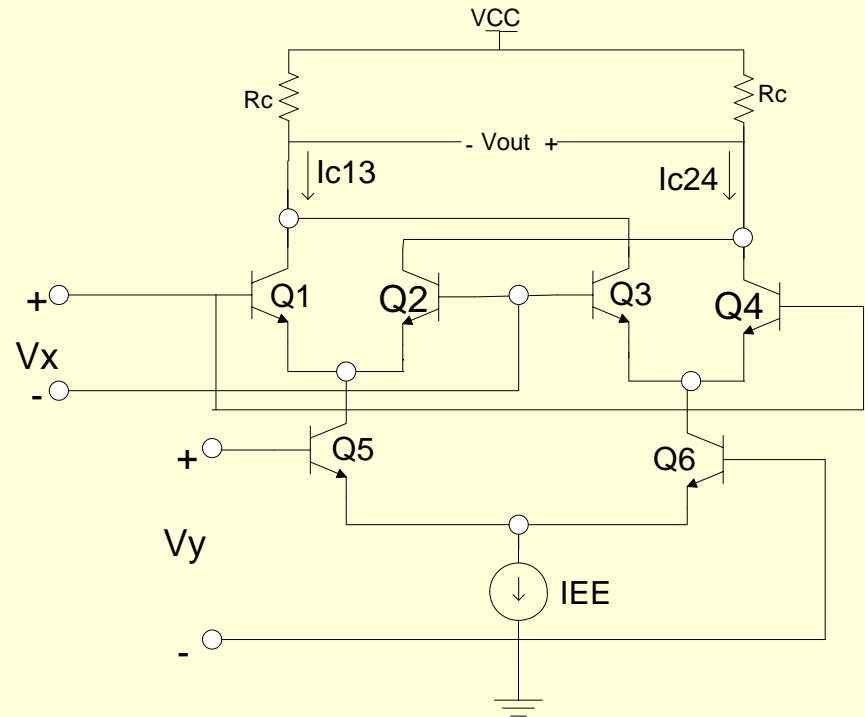 VCC
Rc
Rc
- Vout +
Ic13
Ic24
+
Q1
Q2
Q3
Q4
Vx
-
+
Q5
Q6
Vy
IEE
-